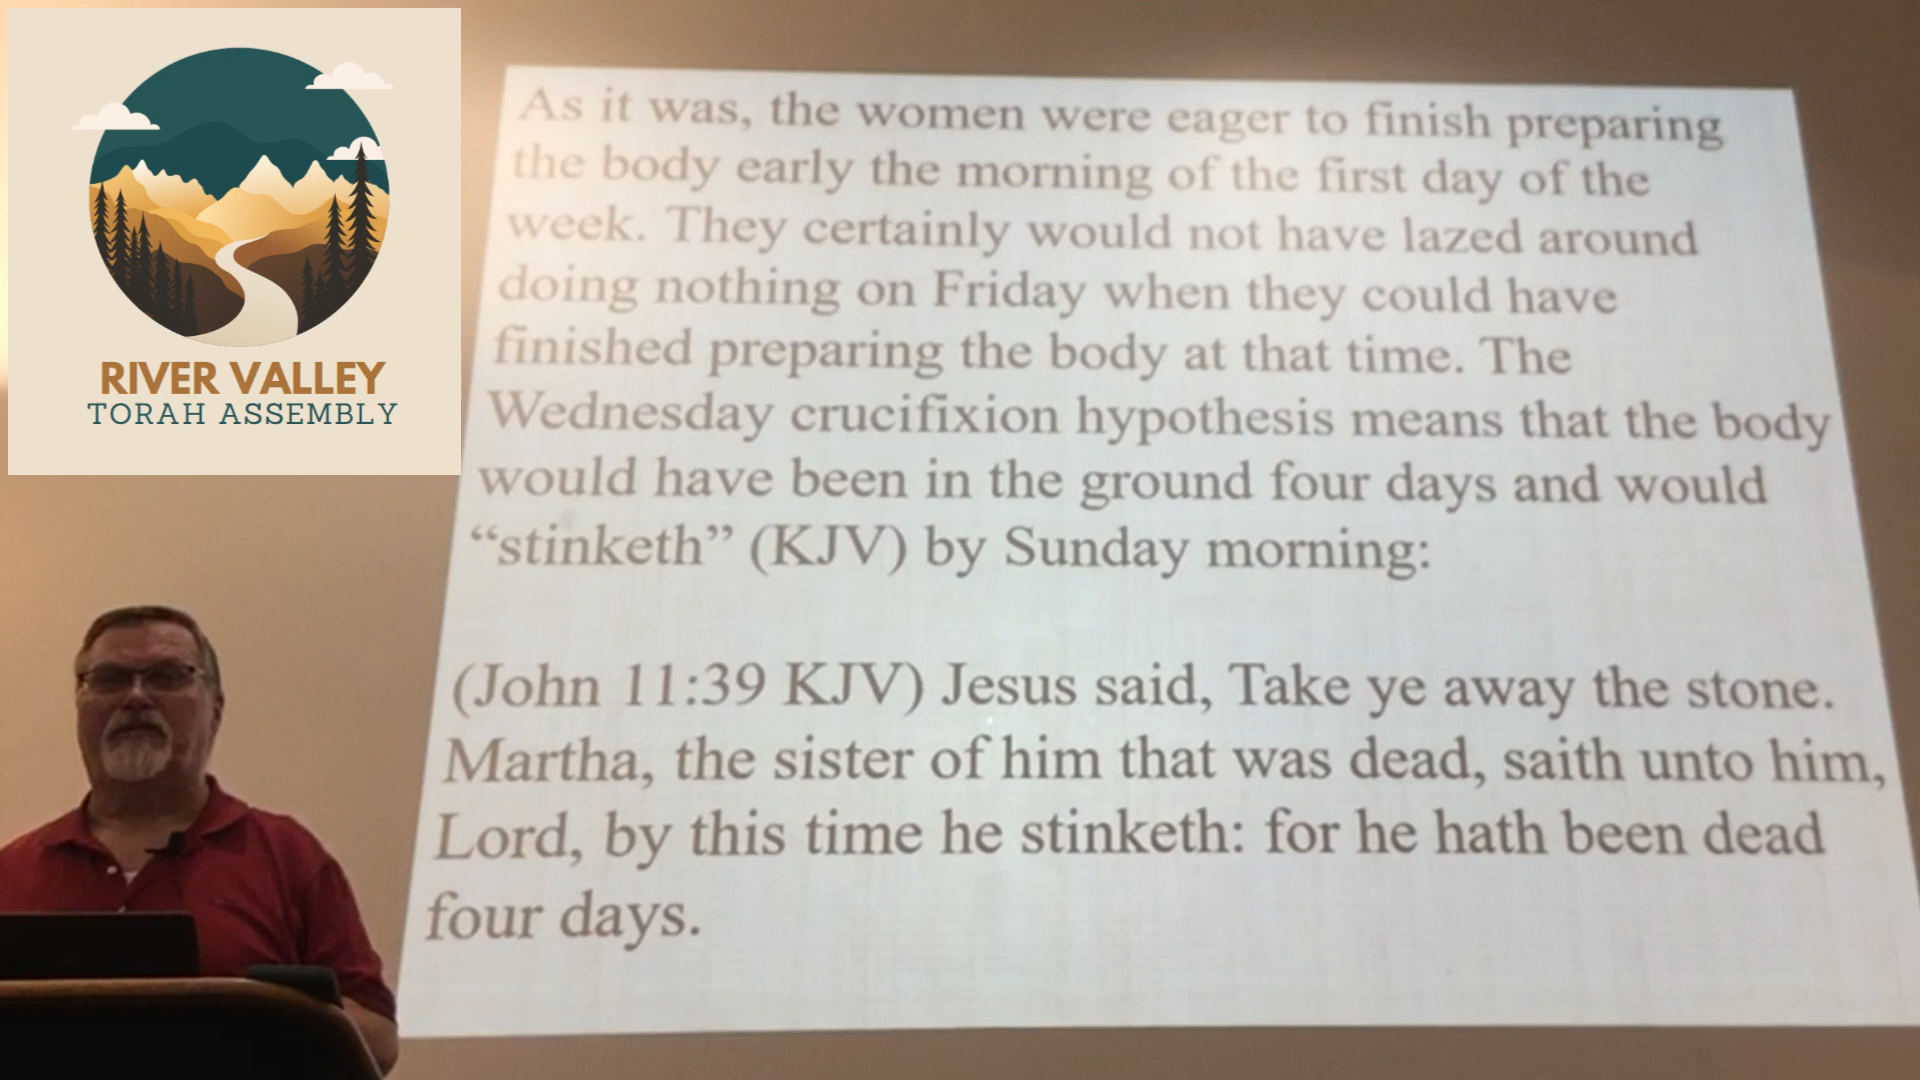 RIVER VALLEY
TORAH ASSEMBLY
As it was, the women were eager to finish preparing
the body early the morning of the first day of the
week. They certainly would not have lazed around
doing nothing on Friday when they could have
finished preparing the body at that time. The
Wednesday crucifixion hypothesis means that the body
would have been in the ground four days and would
“stinketh” (KJV) by Sunday morning:
(John 11:39 KJV) Jesus said, Take ye away the stone.
Martha, the sister of him that was dead, saith unto him,
Lord, by this time he stinketh: for he hath been dead
four days.